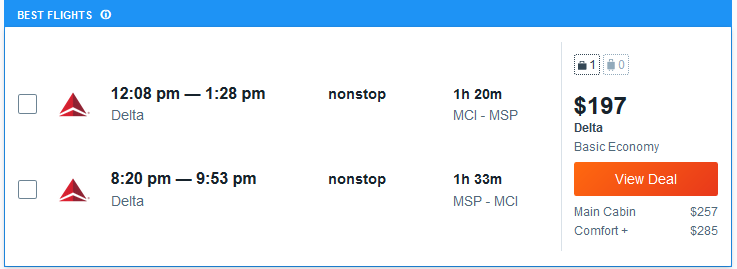 BEST FLIGHTS
1 0
12:08 pm — 1:28 pm nonstop 1h 20m
Delta MCI - MSP
$197
Delta
Basic Economy
8:20 pm — 9:53 pm nonstop 1h 33m
Delta MSP - MCI
View Deal
Main Cabin $257
Comfort + $285